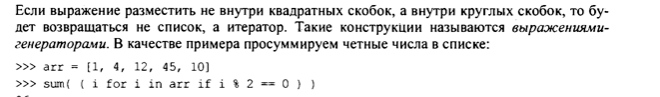 Если выражение разместить не внутри квадратных скобок, а внутри круглых скобок, то бу-
дет возвращаться не список, а итератор. Такие конструкции называются выражениями-
генераторами. В качестве примера просуммируем четные числа в списке:
>>> arr = [1, 4, 12, 45, 10]
>>> sum( ( i for i in arr if i % 2 == 0 ) )